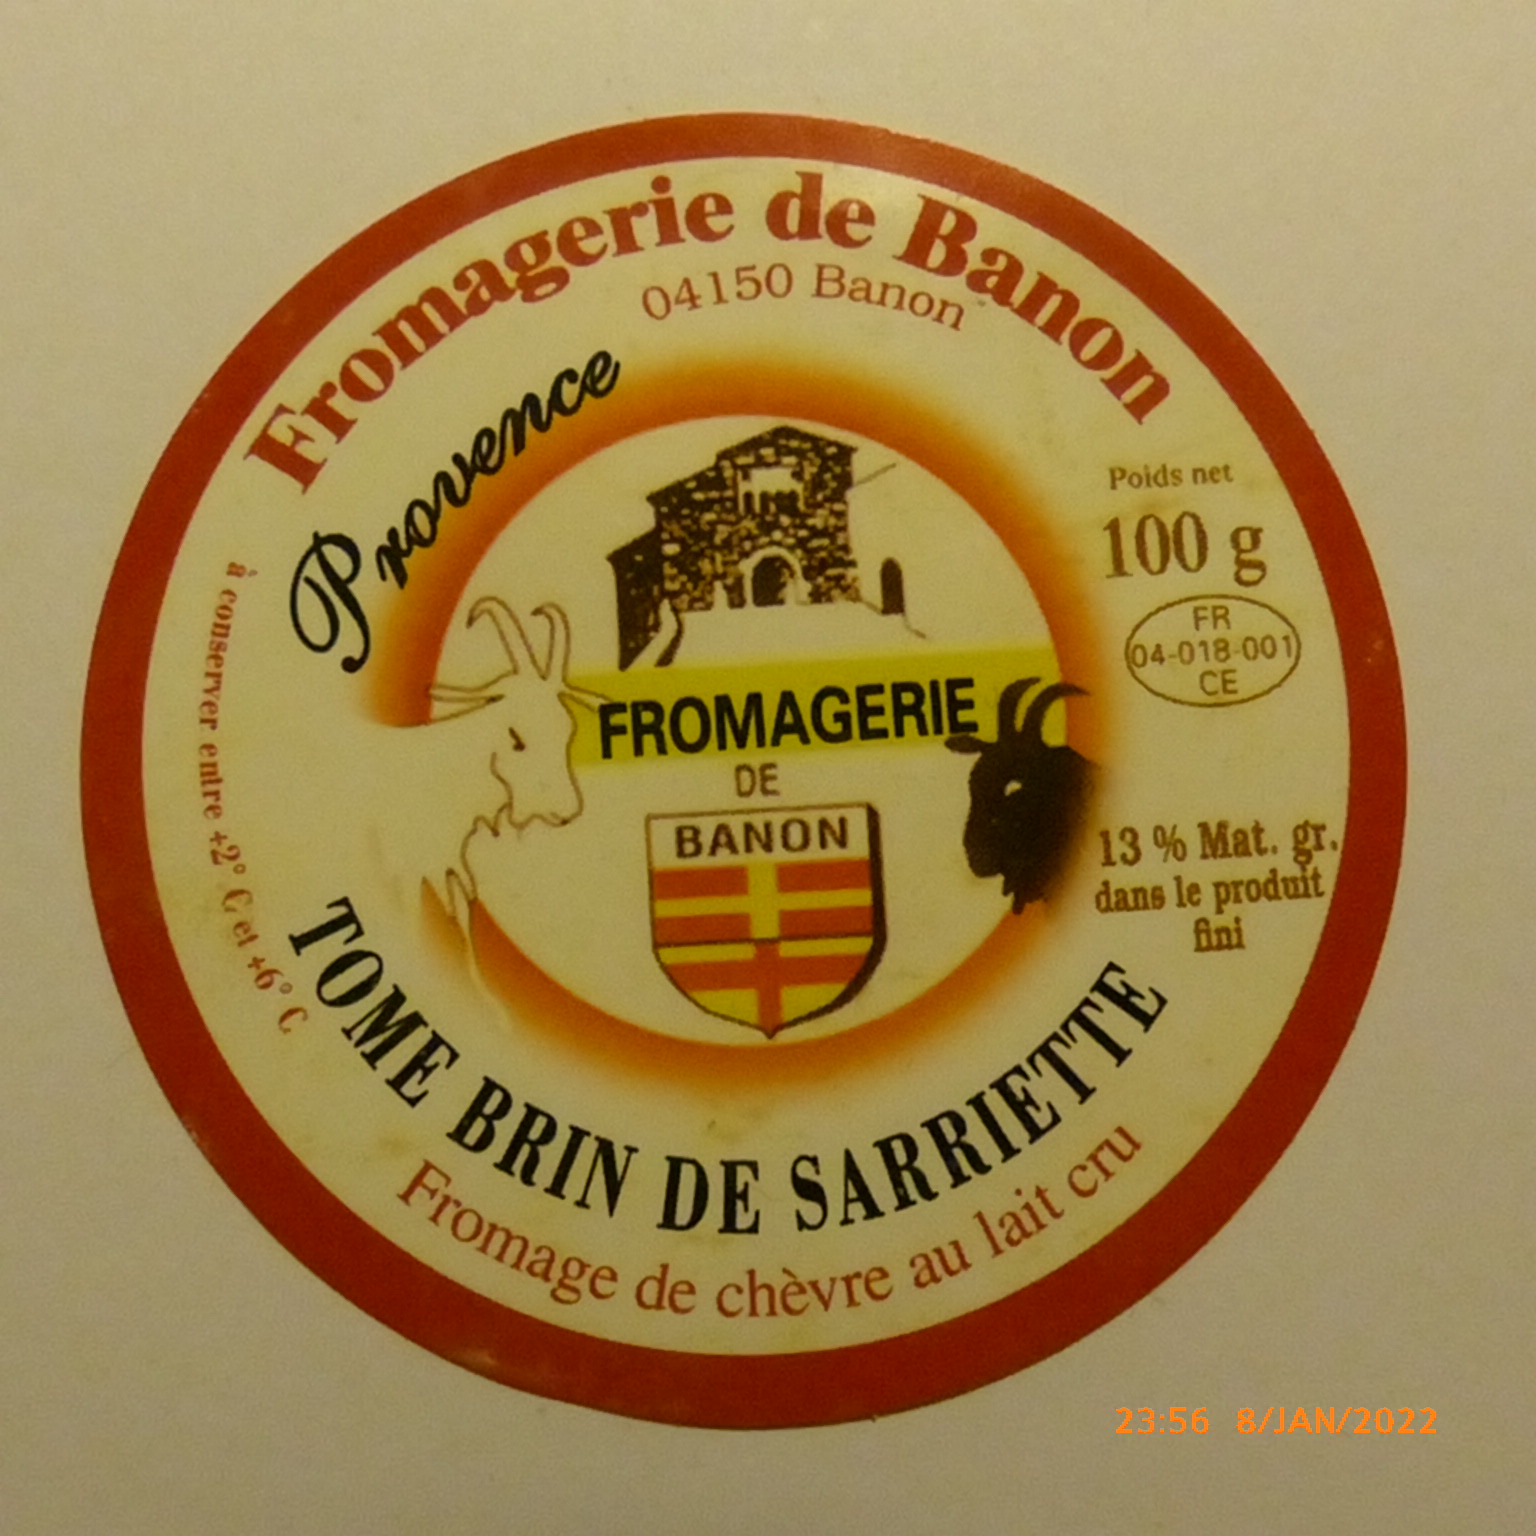 Fromagerie de Banon
04150 Banon
Provence
Poids net
100 g
FR
04-018-001
CE
à conserver entre +2° C et +6° C
FROMAGERIE
DE
BANON
13 % Mat. gr.
dans le produit
fini
TOME BRIN DE SARRIETTE
Fromage de chèvre au lait cru
23:56 8/JAN/2022